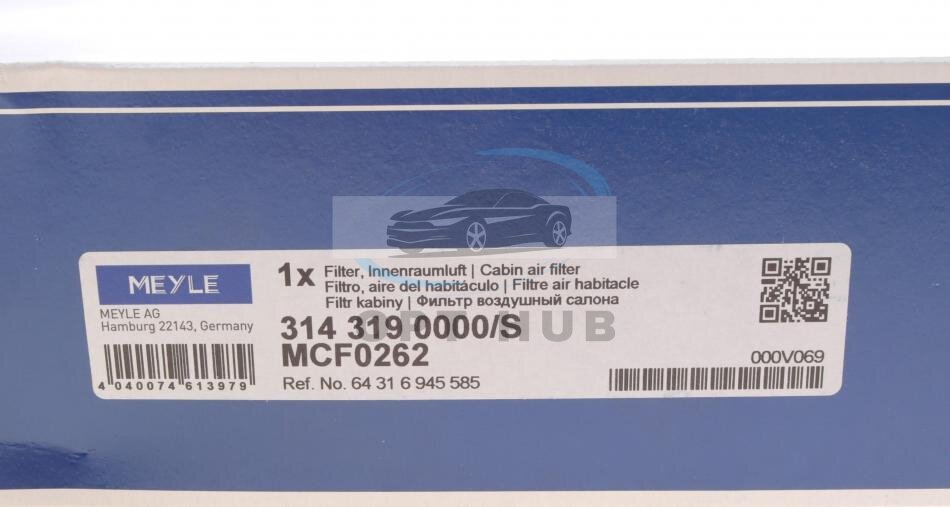 MEYLE
MEYLE AG
Hamburg 22143, Germany
4 040074 613979
1x Filter, Innenraumluft | Cabin air filter
Filtro, aire del habitáculo | Filtre air habitacle
Filtr kabiny | Фильтр воздушный салона
314 319 0000/S
MCF0262
Ref. No. 64 31 6 945 585
000V069
OPT HUB